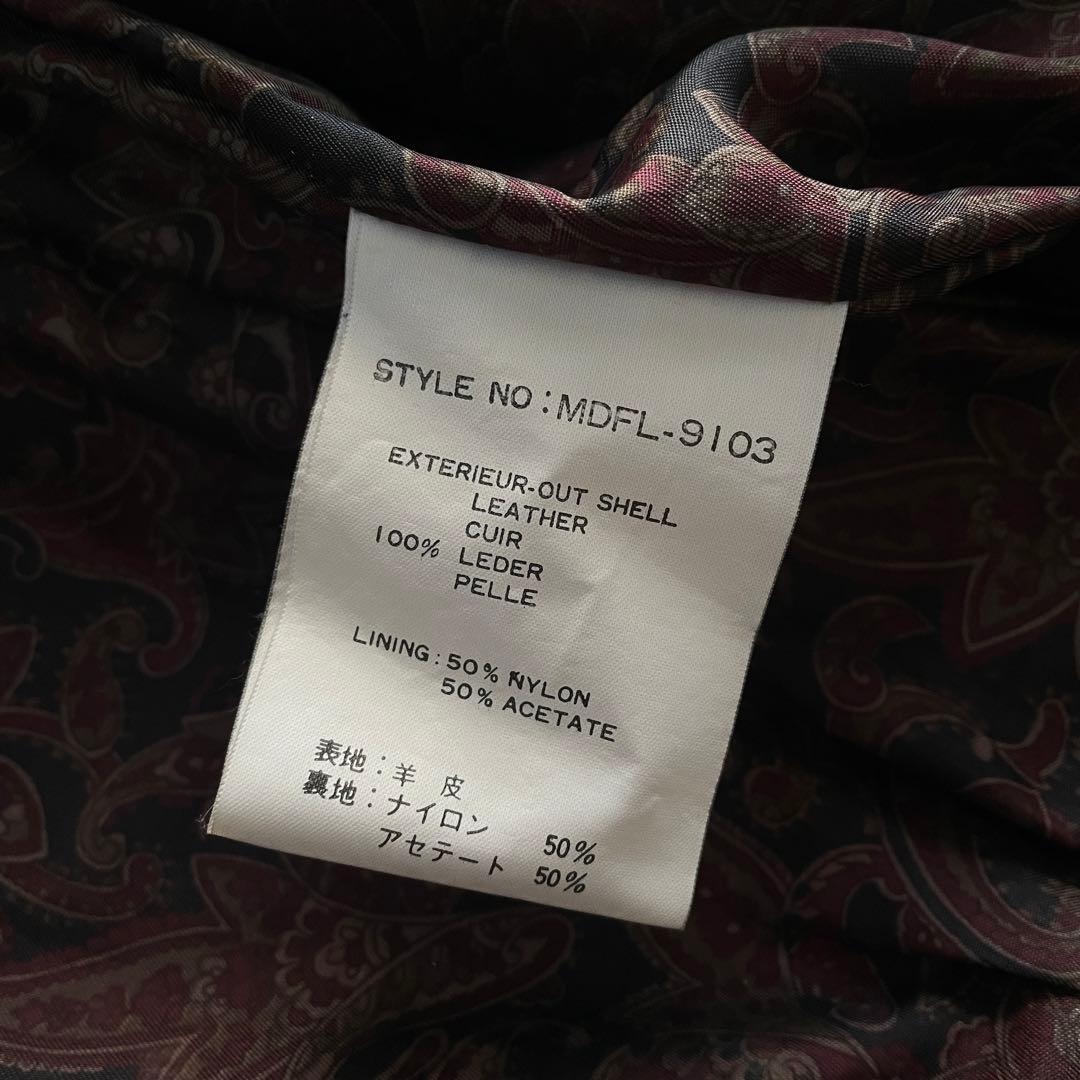 STYLE NO:MDFL-9103
EXTERIEUR-OUT SHELL
LEATHER
CUIR
100% LEDER
PELLE
LINING: 50% NYLON
50% ACETATE
表地:羊 皮
裏地:ナイロン 50%
アセテート 50%